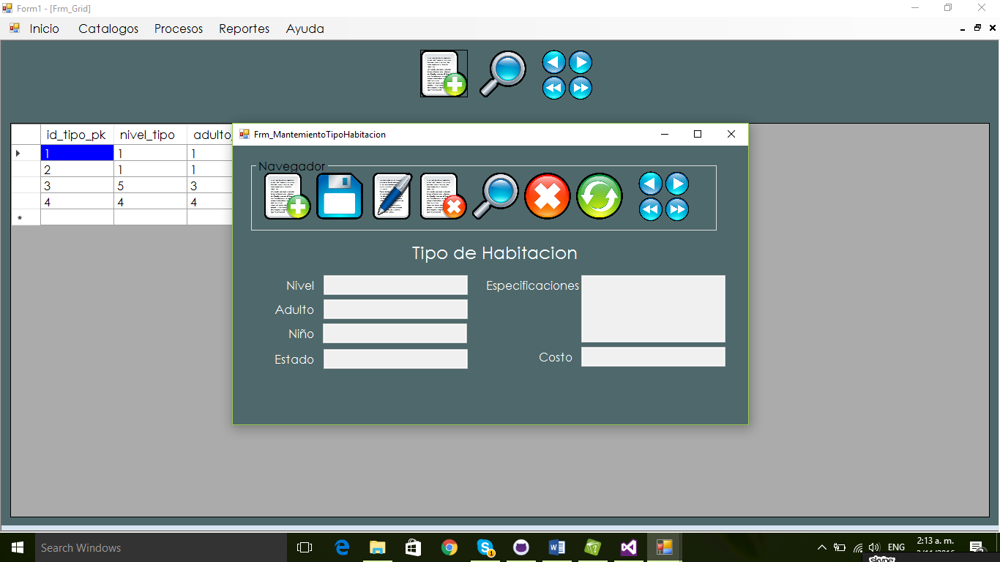 Form1 - [Frm_Grid]
Inicio Catalogos Procesos Reportes Ayuda
id_tipo_pk nivel_tipo adulto_
1 1 1
2 1 1
3 5 3
4 4 4
Frm_MantemientoTipoHabitacion
Navegador
Tipo de Habitacion
Nivel
Adulto
Niño
Estado
Especificaciones
Costo
Search Windows
ENG
2:13 a. m.
skype